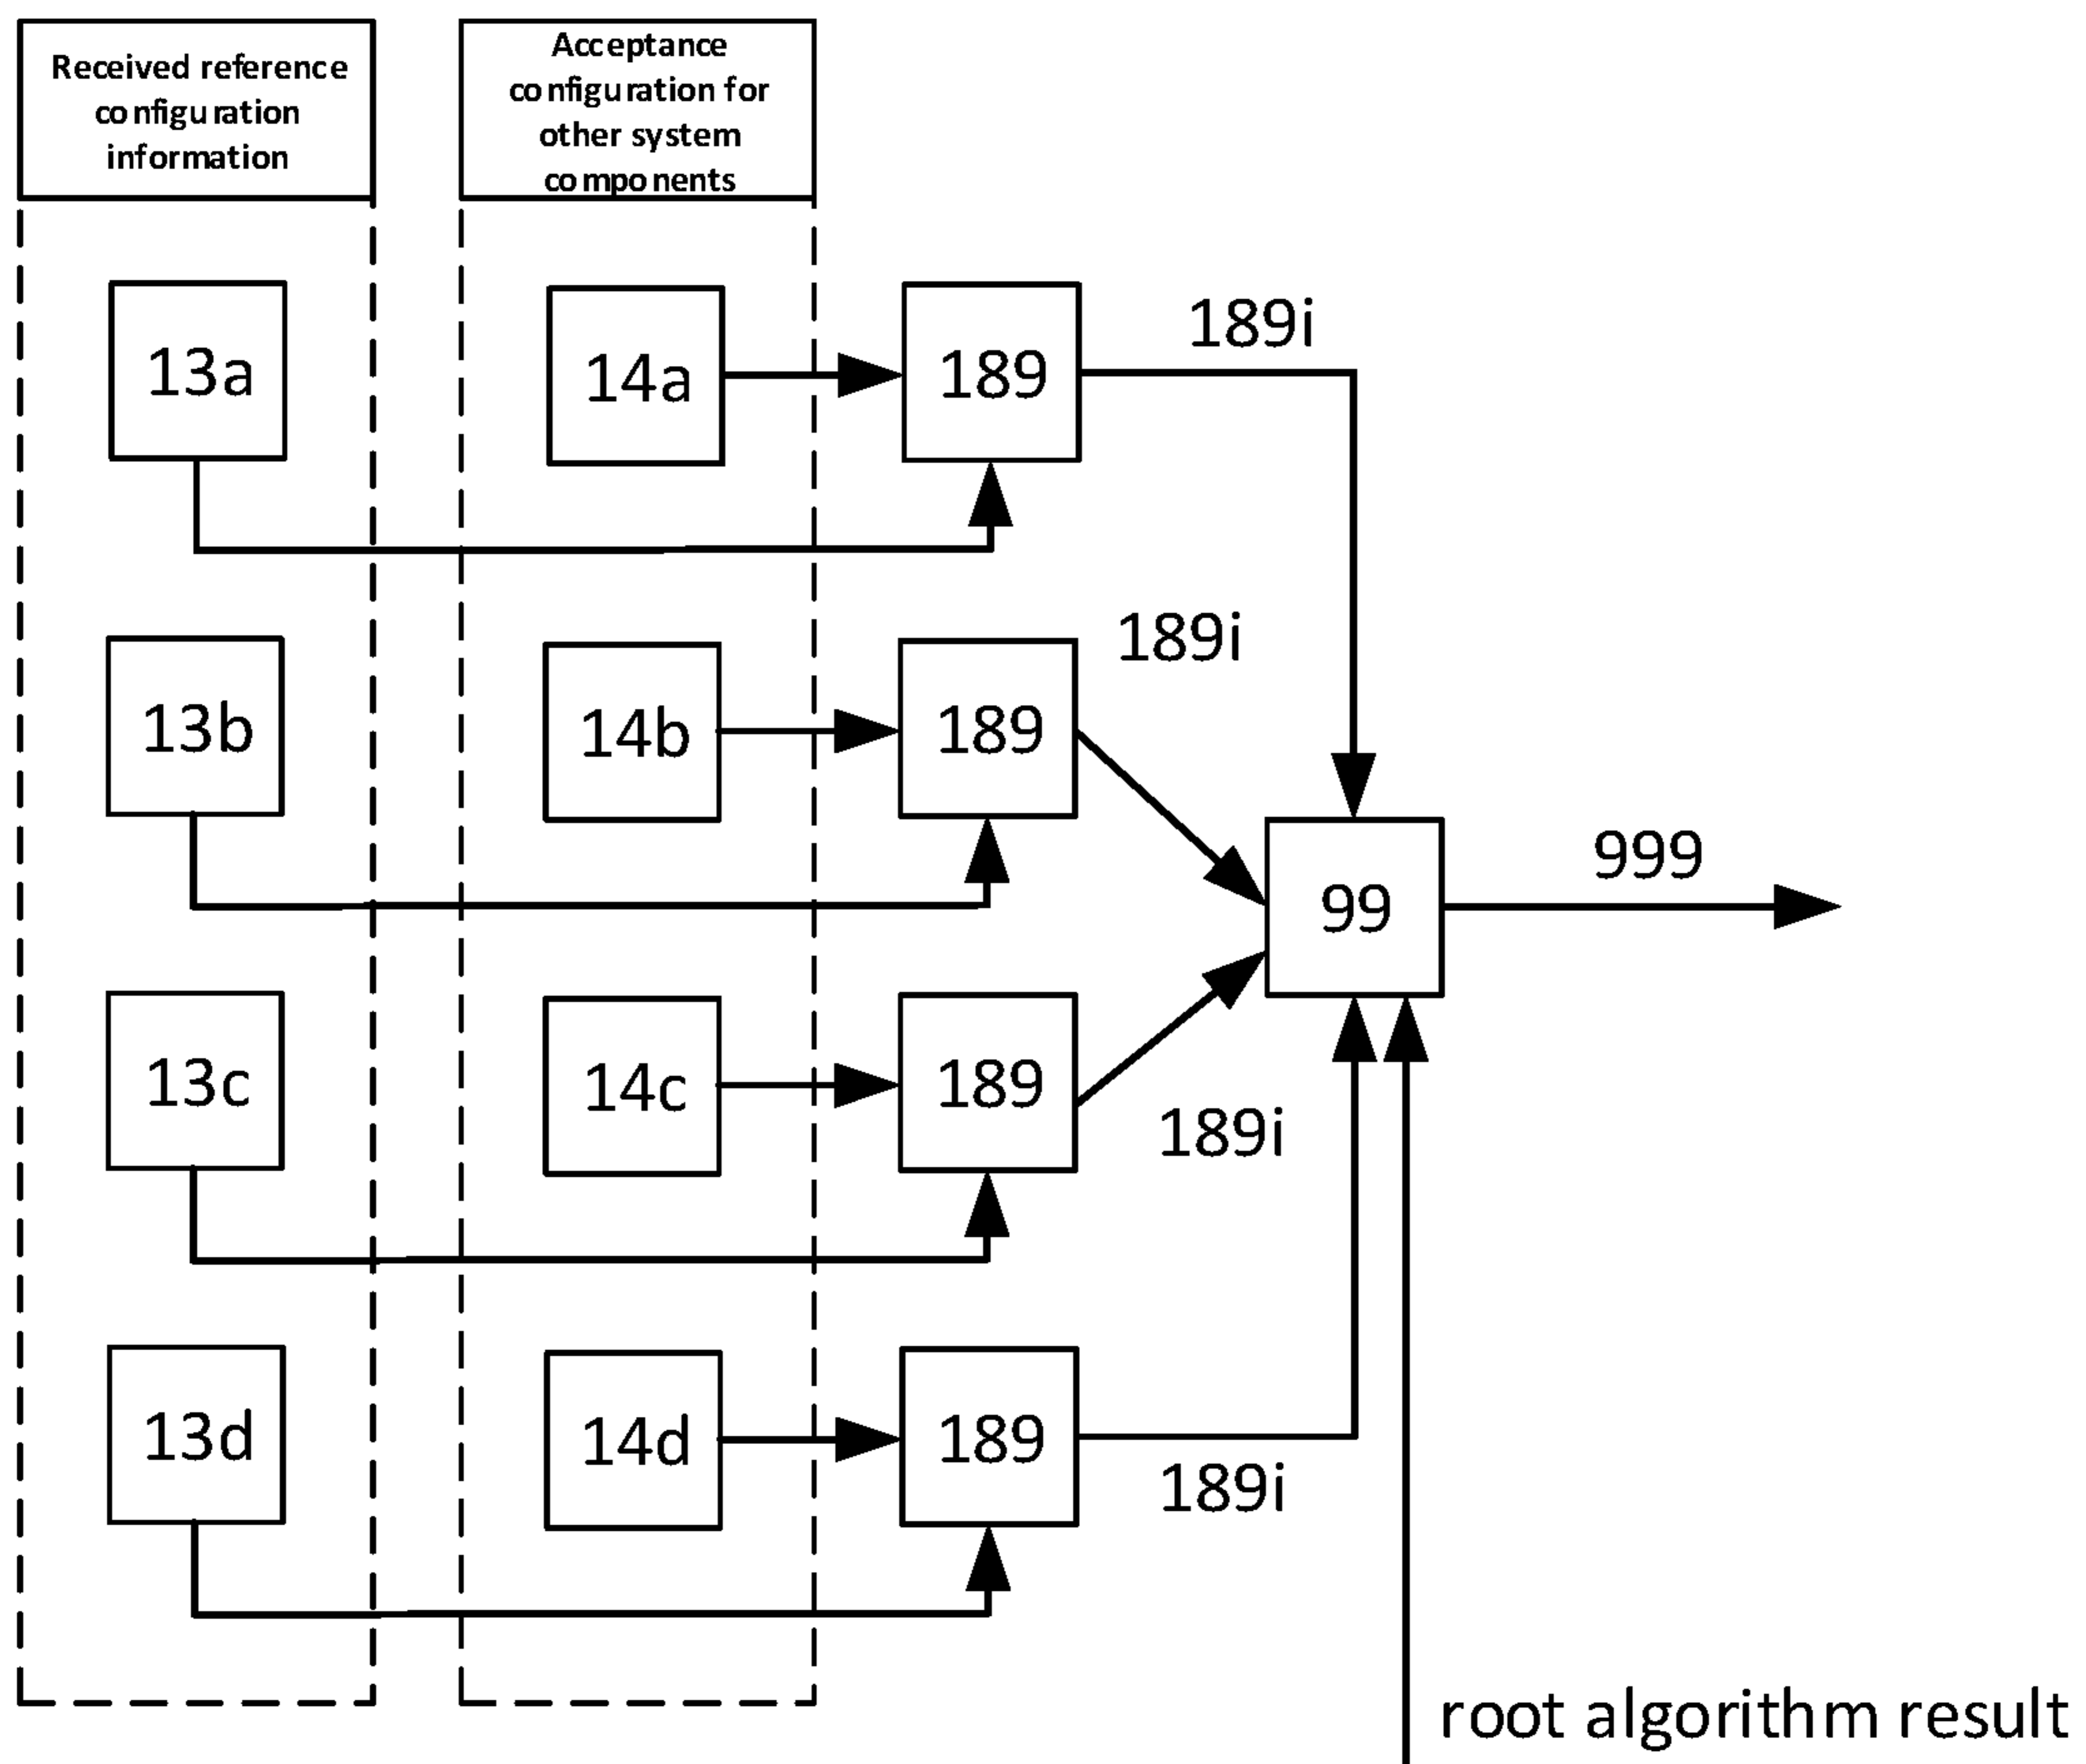 Received reference
configuration
information
Acceptance
configuration for
other system
components
13a
14a
189
189i
13b
14b
189
189i
99
999
13c
14c
189
189i
13d
14d
189
189i
root algorithm result